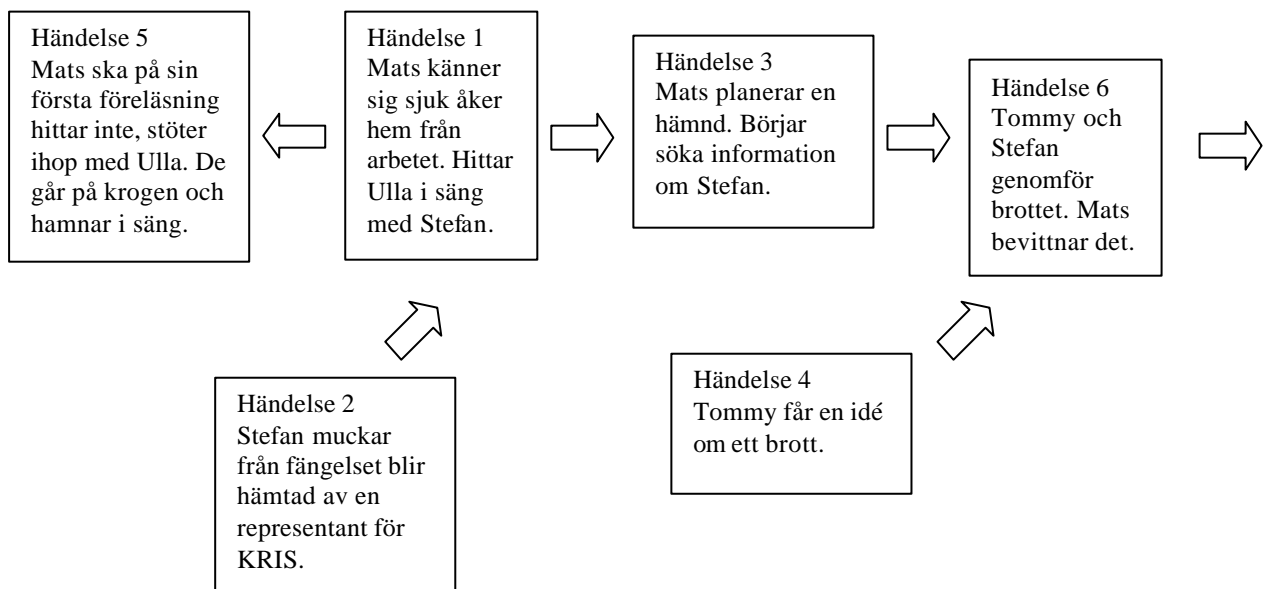 Händelse 5
Mats ska på sin
första föreläsning
hittar inte, stöter
ihop med Ulla. De
går på krogen och
hamnar i säng.
Händelse 1
Mats känner
sig sjuk åker
hem från
arbetet. Hittar
Ulla i säng
med Stefan.
Händelse 3
Mats planerar en
hämnd. Börjar
söka information
om Stefan.
Händelse 6
Tommy och
Stefan
genomför
brottet. Mats
bevittnar det.
Händelse 2
Stefan muckar
från fängelset blir
hämtad av en
representant för
KRIS.
Händelse 4
Tommy får en idé
om ett brott.